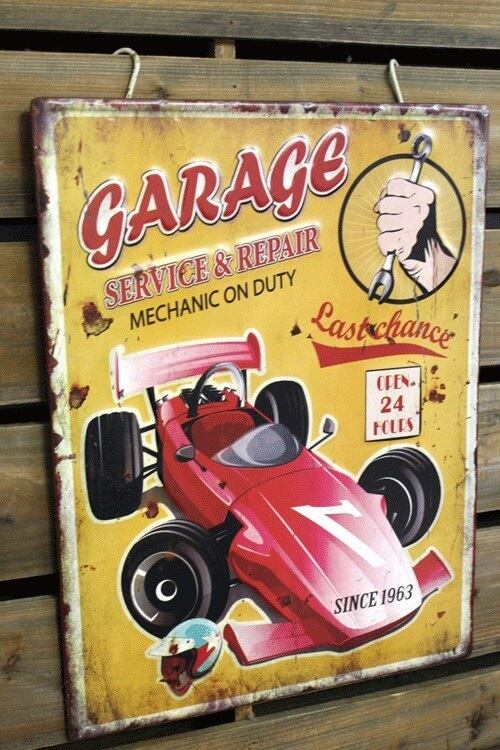 GARAGE
SERVICE & REPAIR
MECHANIC ON DUTY
Last chance
OPEN
24
HOURS
7
SINCE 1963